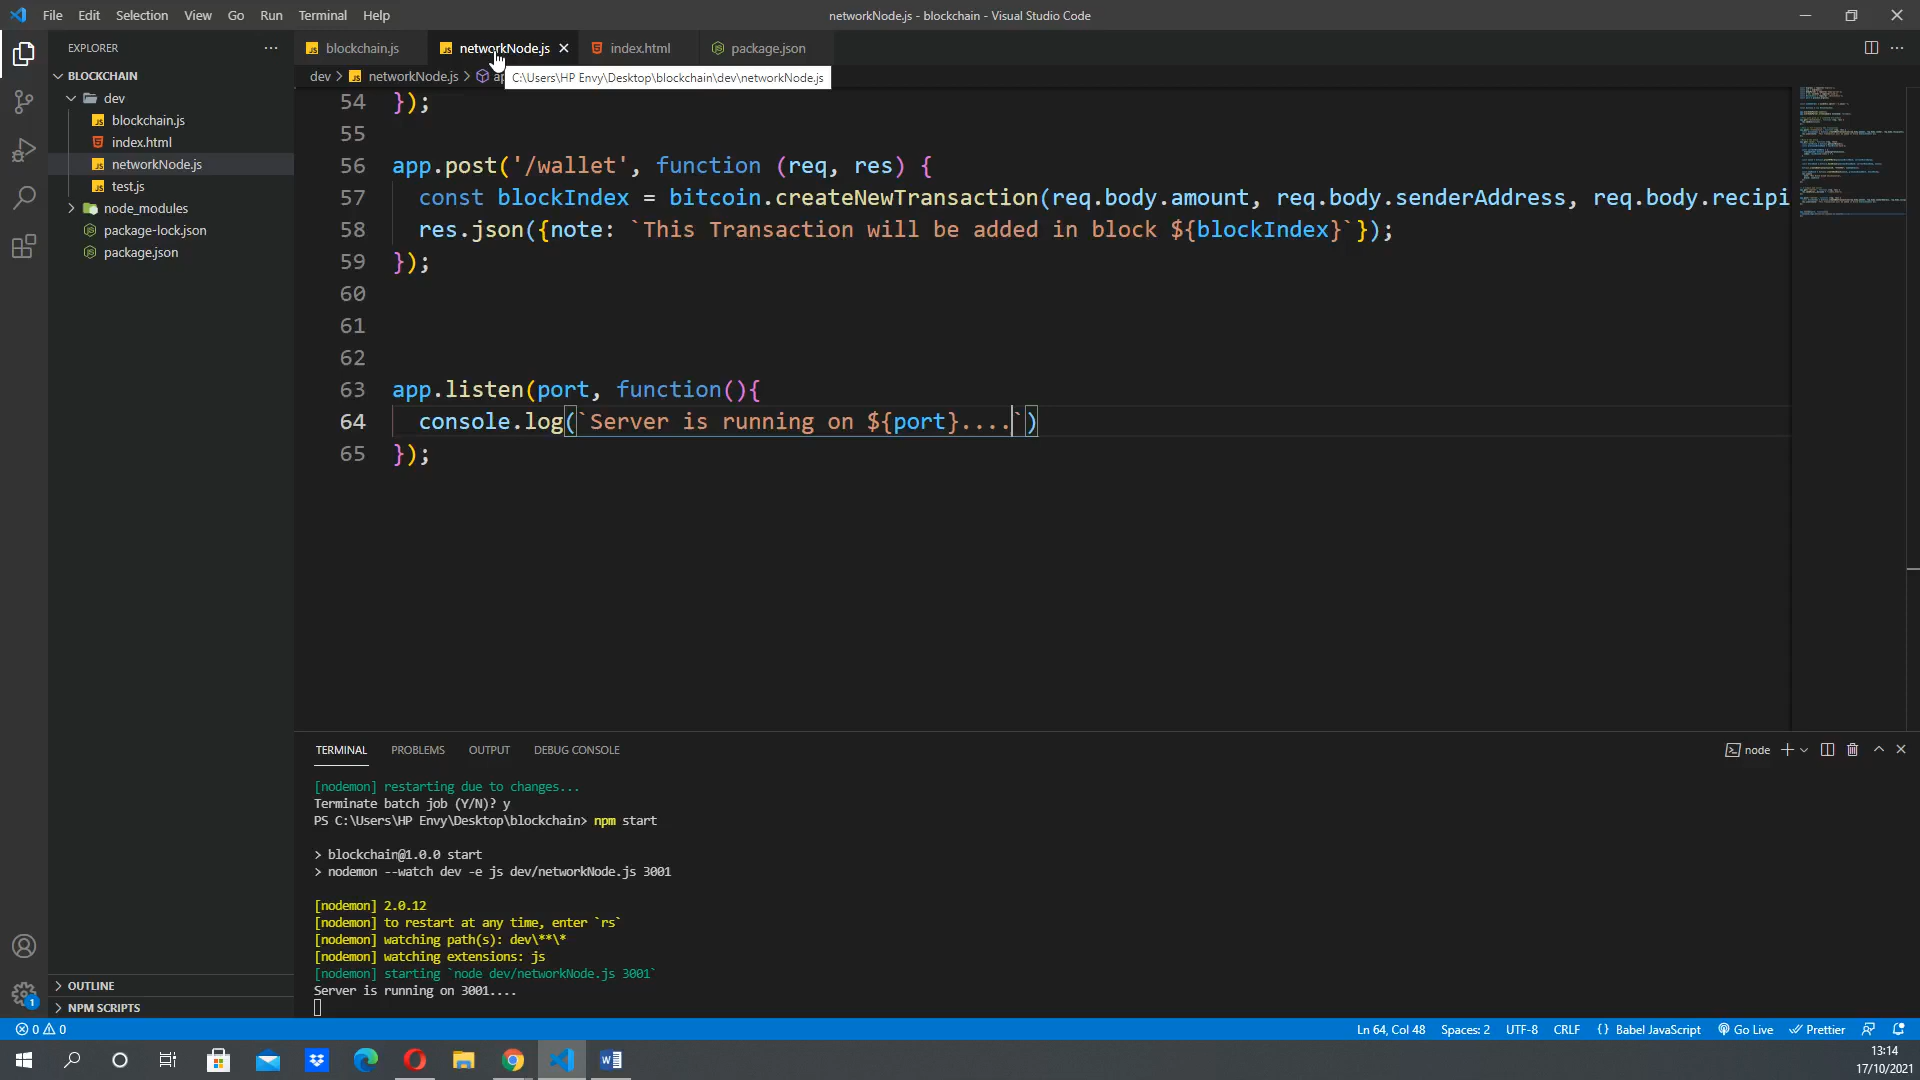 File Edit Selection View Go Run Terminal Help
networkNode.js - blockchain - Visual Studio Code
EXPLORER
BLOCKCHAIN
dev
blockchain.js
index.html
networkNode.js
test.js
node_modules
package-lock.json
package.json
OUTLINE
NPM SCRIPTS
blockchain.js networkNode.js index.html package.json
dev > networkNode.js >
C:\Users\HP Envy\Desktop\blockchain\dev\networkNode.js
54 });
55
56 app.post('/wallet', function (req, res) {
57 const blockIndex = bitcoin.createNewTransaction(req.body.amount, req.body.senderAddress, req.body.recipi
58 res.json({note: `This Transaction will be added in block ${blockIndex}`});
59 });
60
61
62
63 app.listen(port, function(){
64 console.log(`Server is running on ${port}....`)
65 });
TERMINAL PROBLEMS OUTPUT DEBUG CONSOLE
node
[nodemon] restarting due to changes...
Terminate batch job (Y/N)? y
PS C:\Users\HP Envy\Desktop\blockchain> npm start
> blockchain@1.0.0 start
> nodemon --watch dev -e js dev/networkNode.js 3001
[nodemon] 2.0.12
[nodemon] to restart at any time, enter `rs`
[nodemon] watching path(s): dev\**\*
[nodemon] watching extensions: js
[nodemon] starting `node dev/networkNode.js 3001`
Server is running on 3001....
1
0 0
Ln 64, Col 48 Spaces: 2 UTF-8 CRLF {} Babel JavaScript Go Live Prettier
13:14
17/10/2021